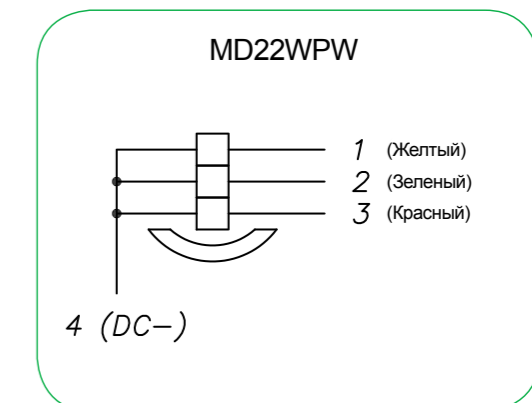 MD22WPW
1 (Желтый)
2 (Зеленый)
3 (Красный)
4 (DC−)